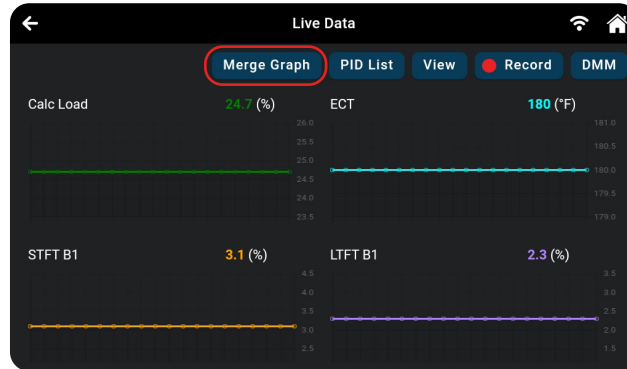 Live Data
Merge Graph PID List View Record DMM
Calc Load 24.7 (%) ECT 180 (°F)
26.0 181.0
25.5 180.5
25.0 180.0
24.5
24.0 179.5
23.5 179.0
STFT B1 3.1 (%) LTFT B1 2.3 (%)
4.5 3.5
4.0 3.0
3.5 2.5
3.0 2.0
2.5 1.5